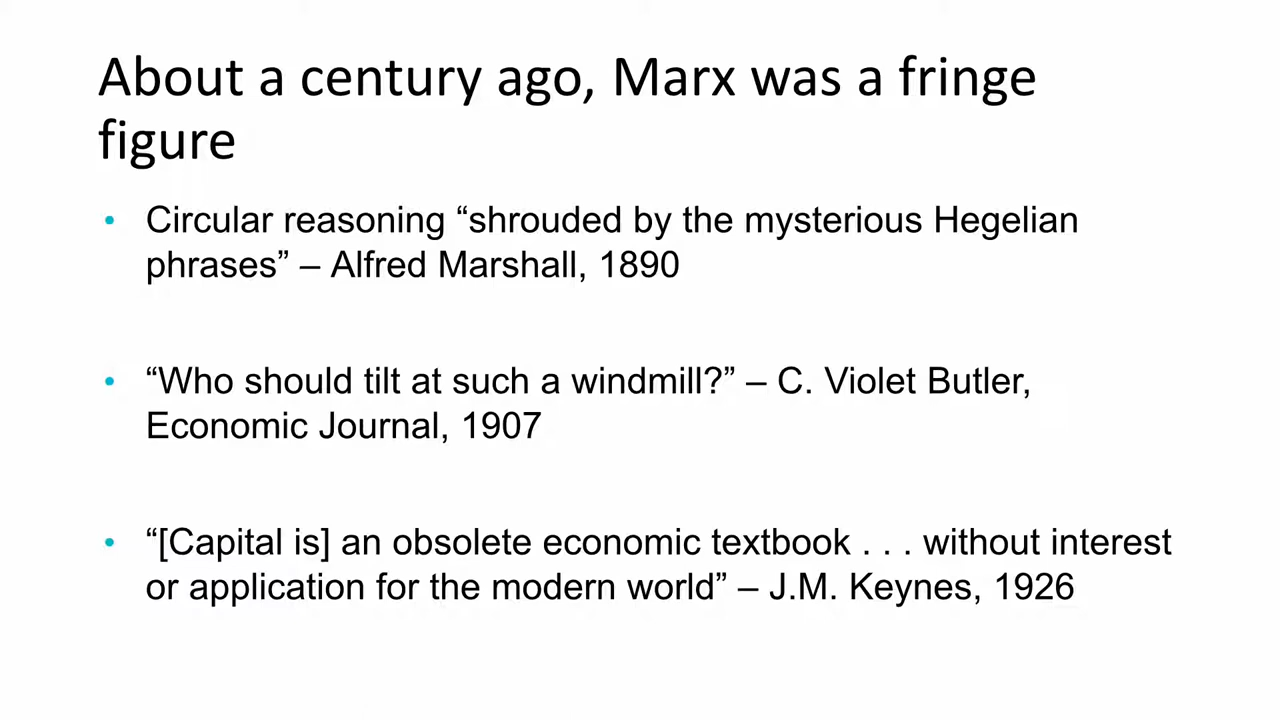 About a century ago, Marx was a fringe
figure
• Circular reasoning “shrouded by the mysterious Hegelian
phrases” – Alfred Marshall, 1890
• “Who should tilt at such a windmill?” – C. Violet Butler,
Economic Journal, 1907
• “[Capital is] an obsolete economic textbook . . . without interest
or application for the modern world” – J.M. Keynes, 1926